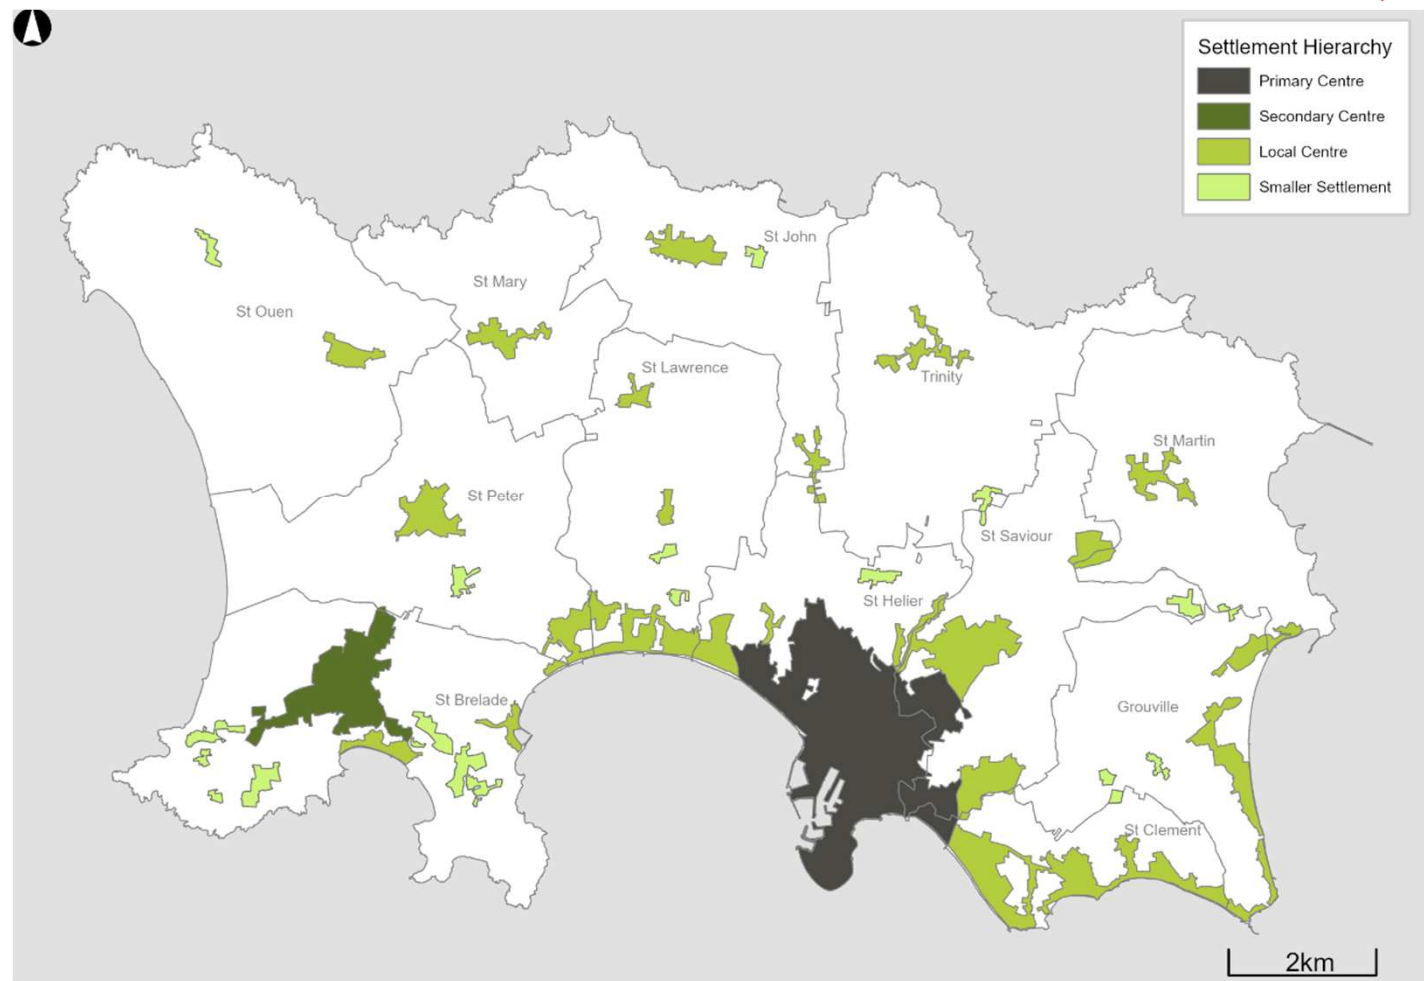 Settlement Hierarchy
Primary Centre
Secondary Centre
Local Centre
Smaller Settlement
St John
St Mary
St Ouen
St Lawrence
Trinity
St Martin
St Peter
St Saviour
St Helier
St Brelade
Grouville
St Clement
2km